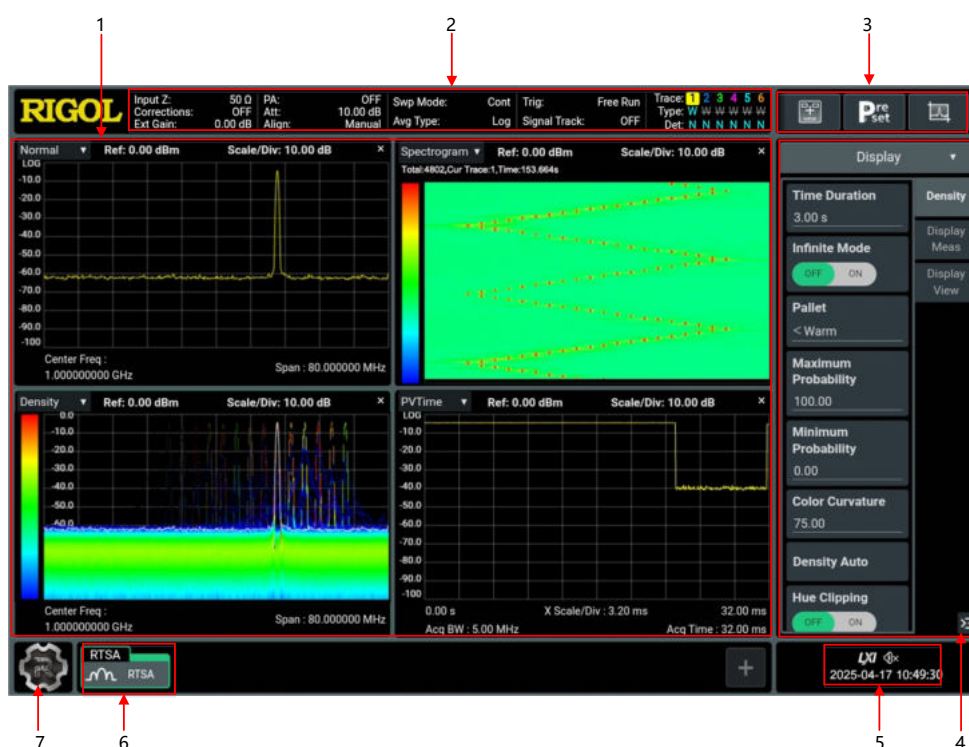 1
2
3
RIGOL
Input Z: 50 Ω
Corrections: OFF
Ext Gain: 0.00 dB
PA: OFF
Att: 10.00 dB
Align: Manual
Swp Mode: Cont
Avg Type: Log
Trig: Free Run
Signal Track: OFF
Trace: 1 2 3 4 5 6
Type: W W W W W W
Det: N N N N N N
Preset
Normal Ref: 0.00 dBm Scale/Div: 10.00 dB ×
LOG
-10.0
-20.0
-30.0
-40.0
-50.0
-60.0
-70.0
-80.0
-90.0
-100
Center Freq :
1.000000000 GHz
Span : 80.000000 MHz
Spectrogram Ref: 0.00 dBm Scale/Div: 10.00 dB ×
Total:4802,Cur Trace:1,Time:153.664s
Density Ref: 0.00 dBm Scale/Div: 10.00 dB ×
0.0
-10.0
-20.0
-30.0
-40.0
-50.0
-60.0
-70.0
-80.0
-90.0
Center Freq :
1.000000000 GHz
Span : 80.000000 MHz
PVTime Ref: 0.00 dBm Scale/Div: 10.00 dB ×
LOG
-10.0
-20.0
-30.0
-40.0
-50.0
-60.0
-70.0
-80.0
-90.0
-100
0.00 s X Scale/Div : 3.20 ms 32.00 ms
Acq BW : 5.00 MHz Acq Time : 32.00 ms
Display
Time Duration
3.00 s
Infinite Mode
OFF ON
Pallet
< Warm
Maximum
Probability
100.00
Minimum
Probability
0.00
Color Curvature
75.00
Density Auto
Hue Clipping
OFF ON
Density
Display
Meas
Display
View
RTSA
RTSA
+
LXI
2025-04-17 10:49:30
7
6
5
4